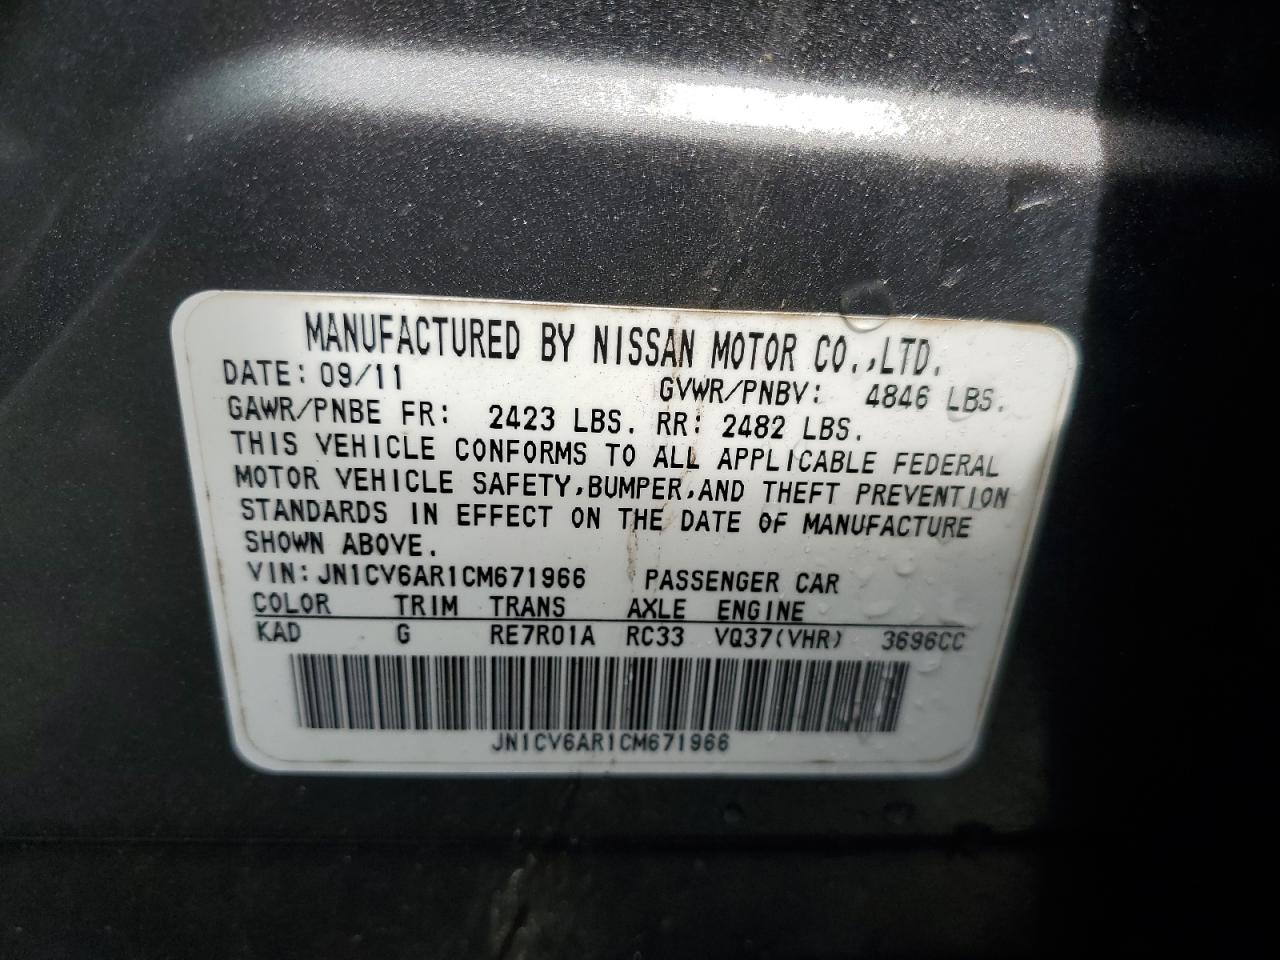 MANUFACTURED BY NISSAN MOTOR CO.,LTD.
DATE: 09/11 GVWR/PNBV: 4846 LBS.
GAWR/PNBE FR: 2423 LBS. RR: 2482 LBS.
THIS VEHICLE CONFORMS TO ALL APPLICABLE FEDERAL
MOTOR VEHICLE SAFETY,BUMPER,AND THEFT PREVENTION
STANDARDS IN EFFECT ON THE DATE OF MANUFACTURE
SHOWN ABOVE.
VIN: JN1CV6AR1CM671966 PASSENGER CAR
COLOR TRIM TRANS AXLE ENGINE
KAD G RE7R01A RC33 VQ37(VHR) 3696CC
JN1CV6AR1CM671966